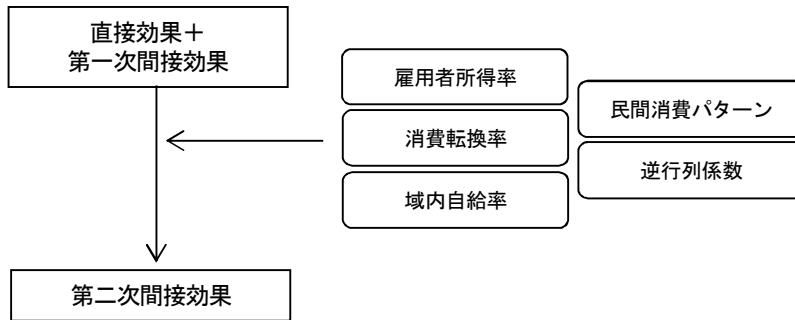 直接効果＋
第一次間接効果
雇用者所得率
民間消費パターン
消費転換率
逆行列係数
域内自給率
第二次間接効果